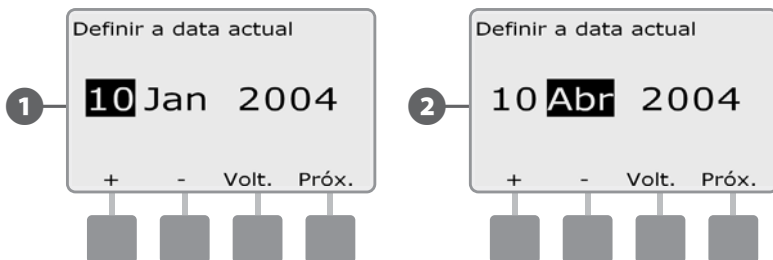 Definir a data actual
1
10 Jan 2004
+ - Volt. Próx.
Definir a data actual
2
10 Abr 2004
+ - Volt. Próx.